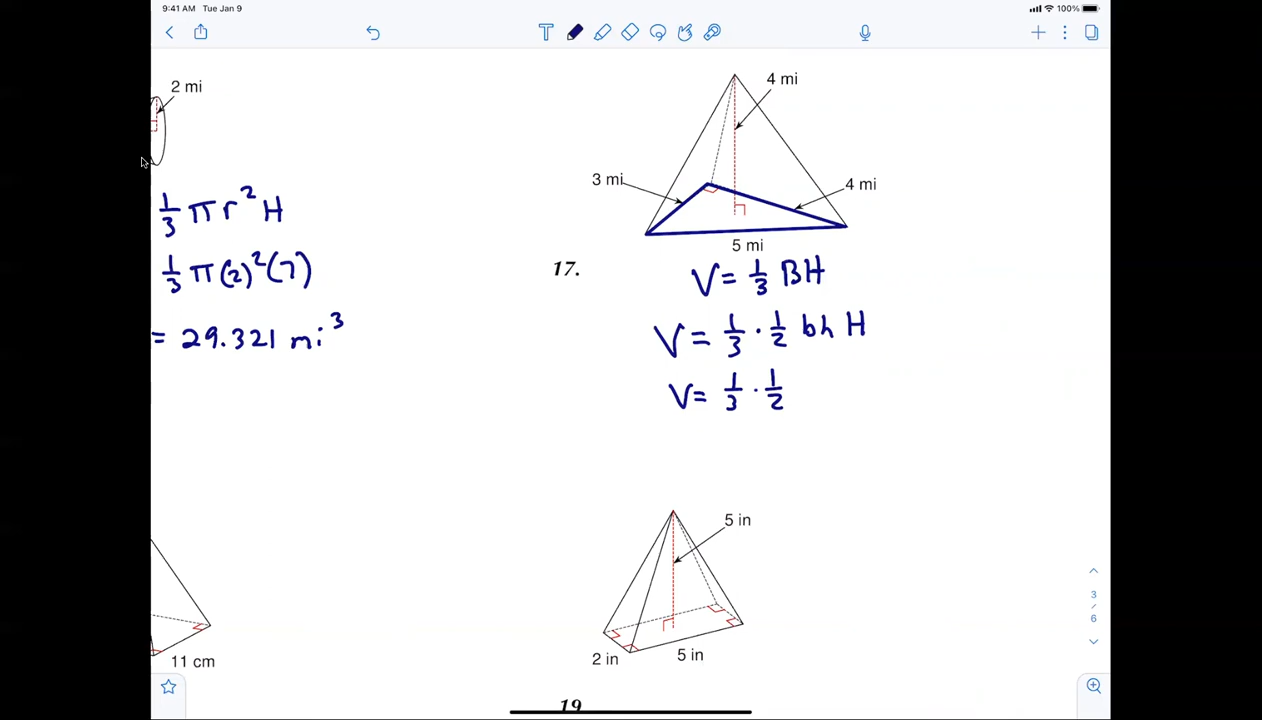 9:41 AM Tue Jan 9
100%
2 mi
1/3 π r² H
1/3 π (2)² (7)
= 29.321 mi³
11 cm
4 mi
3 mi
4 mi
5 mi
17.
V = 1/3 BH
V = 1/3 · 1/2 bh H
V = 1/3 · 1/2
5 in
2 in
5 in
19
3
/
6